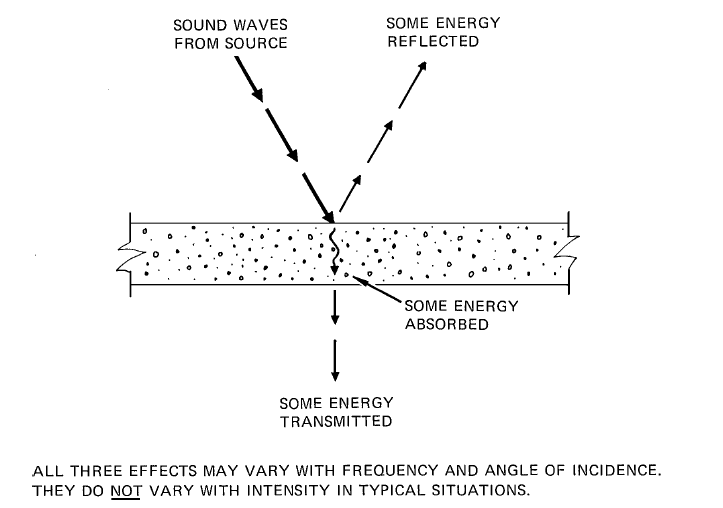 SOUND WAVES
FROM SOURCE
SOME ENERGY
REFLECTED
SOME ENERGY
ABSORBED
SOME ENERGY
TRANSMITTED
ALL THREE EFFECTS MAY VARY WITH FREQUENCY AND ANGLE OF INCIDENCE.
THEY DO NOT VARY WITH INTENSITY IN TYPICAL SITUATIONS.